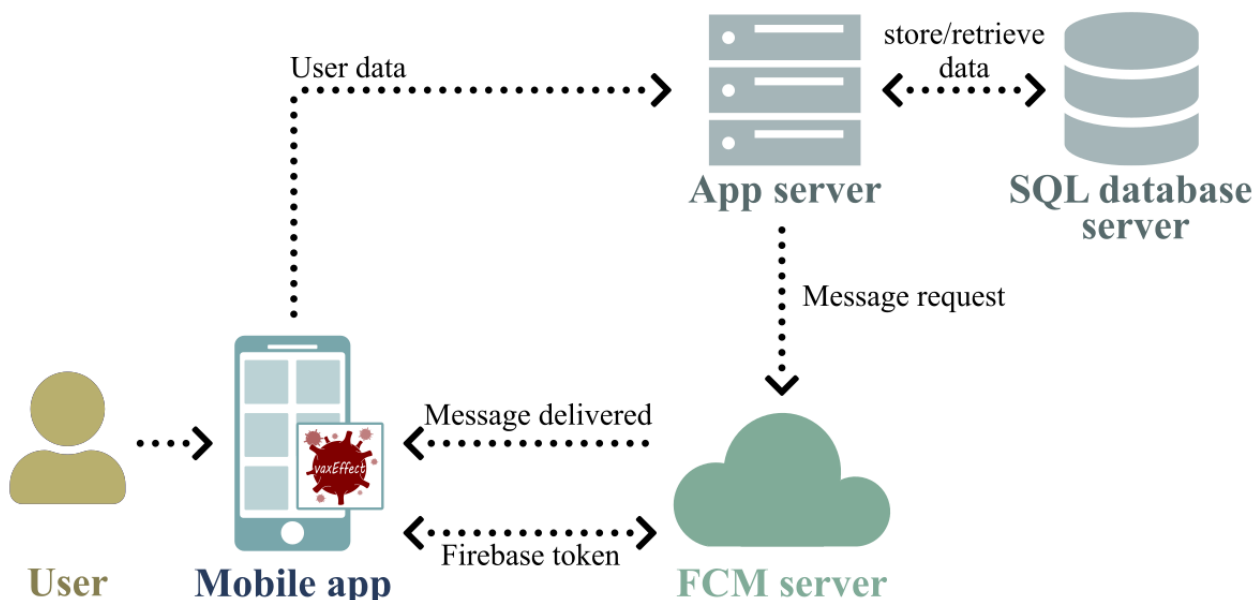 store/retrieve
data
User data
App server
SQL database
server
Message request
Message delivered
vaxEffect
Firebase token
User
Mobile app
FCM server